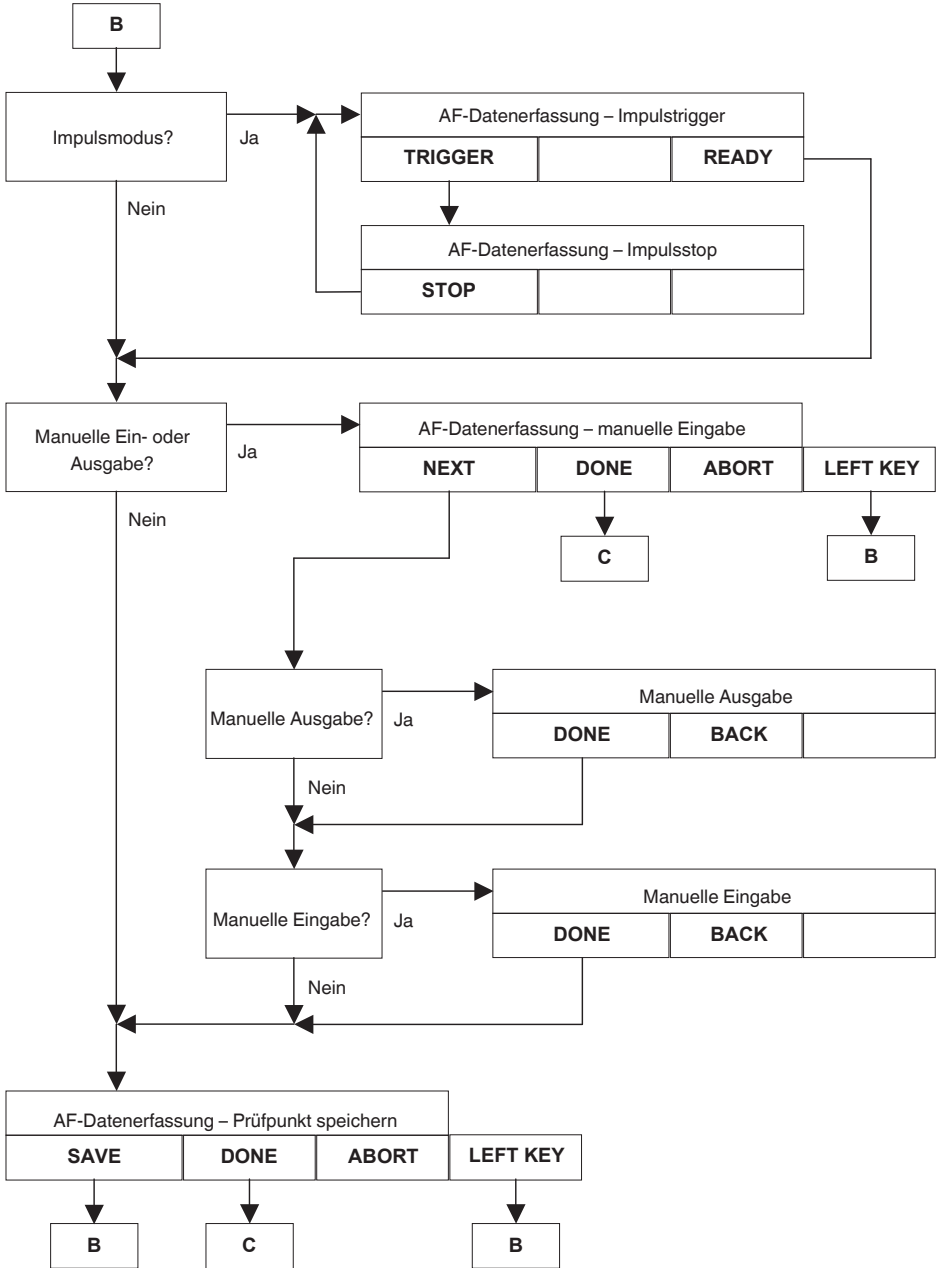 B
Impulsmodus?
Ja
AF-Datenerfassung – Impulstrigger
TRIGGER
READY
Nein
AF-Datenerfassung – Impulsstop
STOP
Manuelle Ein- oder
Ausgabe?
Ja
AF-Datenerfassung – manuelle Eingabe
NEXT
DONE
ABORT
LEFT KEY
Nein
C
B
Manuelle Ausgabe?
Ja
Manuelle Ausgabe
DONE
BACK
Nein
Manuelle Eingabe?
Ja
Manuelle Eingabe
DONE
BACK
Nein
AF-Datenerfassung – Prüfpunkt speichern
SAVE
DONE
ABORT
LEFT KEY
B
C
B